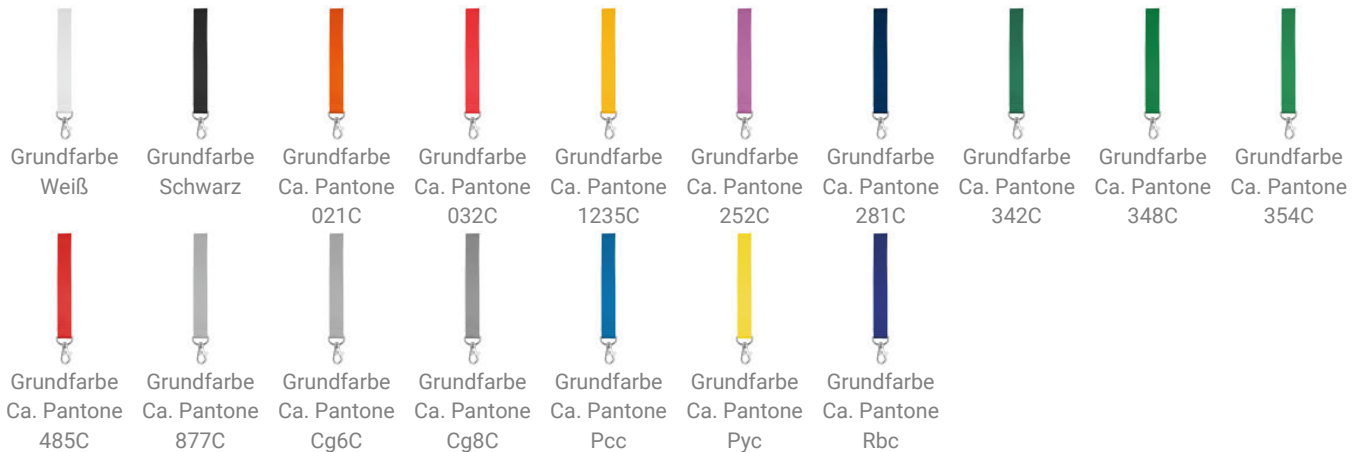 Grundfarbe
Weiß
Grundfarbe
Schwarz
Grundfarbe
Ca. Pantone
021C
Grundfarbe
Ca. Pantone
032C
Grundfarbe
Ca. Pantone
1235C
Grundfarbe
Ca. Pantone
252C
Grundfarbe
Ca. Pantone
281C
Grundfarbe
Ca. Pantone
342C
Grundfarbe
Ca. Pantone
348C
Grundfarbe
Ca. Pantone
354C
Grundfarbe
Ca. Pantone
485C
Grundfarbe
Ca. Pantone
877C
Grundfarbe
Ca. Pantone
Cg6C
Grundfarbe
Ca. Pantone
Cg8C
Grundfarbe
Ca. Pantone
Pcc
Grundfarbe
Ca. Pantone
Pyc
Grundfarbe
Ca. Pantone
Rbc